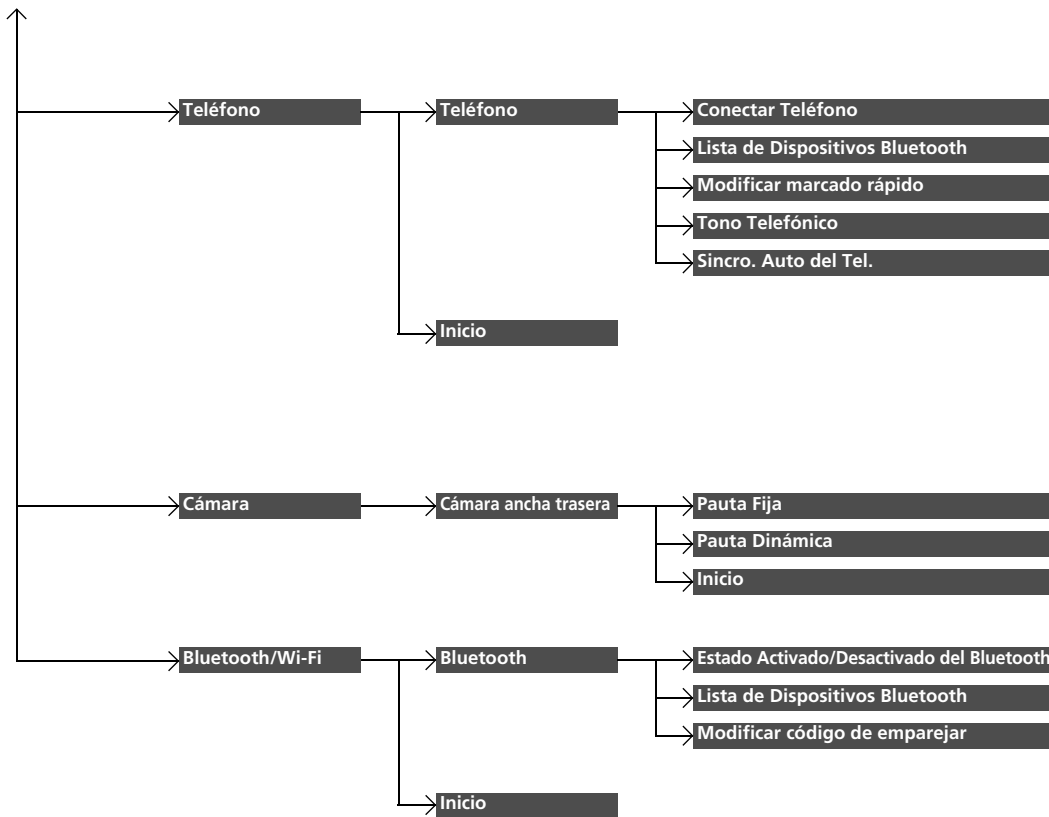 Teléfono
Teléfono
Conectar Teléfono
Lista de Dispositivos Bluetooth
Modificar marcado rápido
Tono Telefónico
Sincro. Auto del Tel.
Inicio
Cámara
Cámara ancha trasera
Pauta Fija
Pauta Dinámica
Inicio
Bluetooth/Wi-Fi
Bluetooth
Estado Activado/Desactivado del Bluetooth
Lista de Dispositivos Bluetooth
Modificar código de emparejar
Inicio